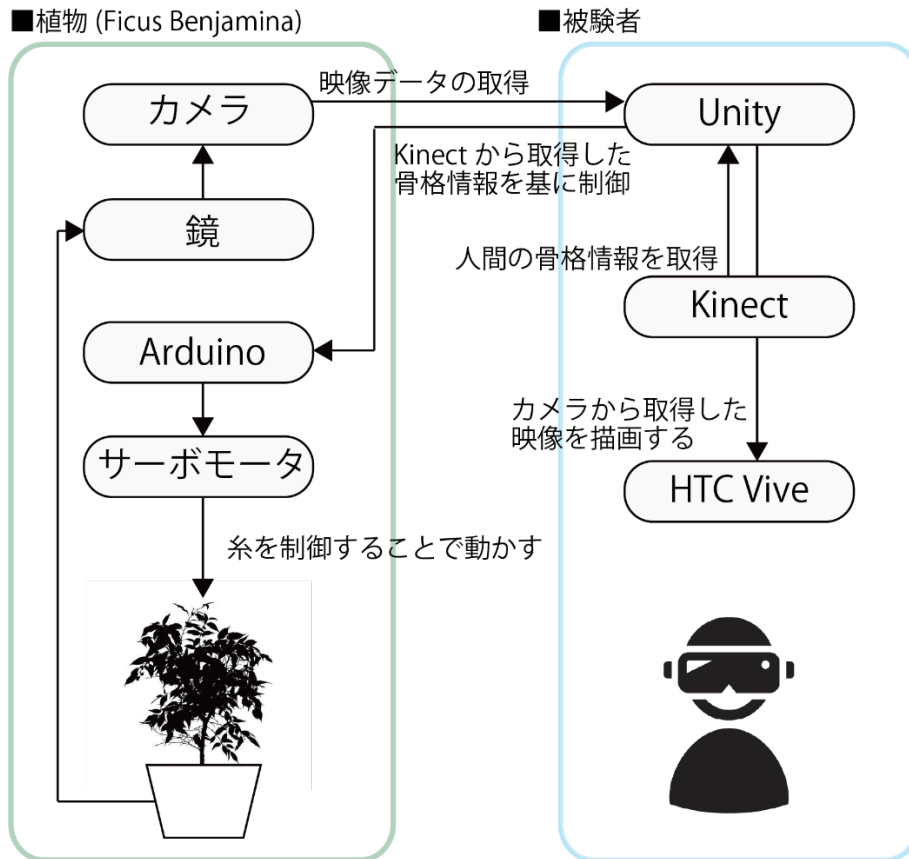 ■植物 (Ficus Benjamina)
■被験者
カメラ
映像データの取得
Unity
Kinect から取得した
骨格情報を基に制御
鏡
人間の骨格情報を取得
Kinect
Arduino
カメラから取得した
映像を描画する
サーボモータ
HTC Vive
糸を制御することで動かす